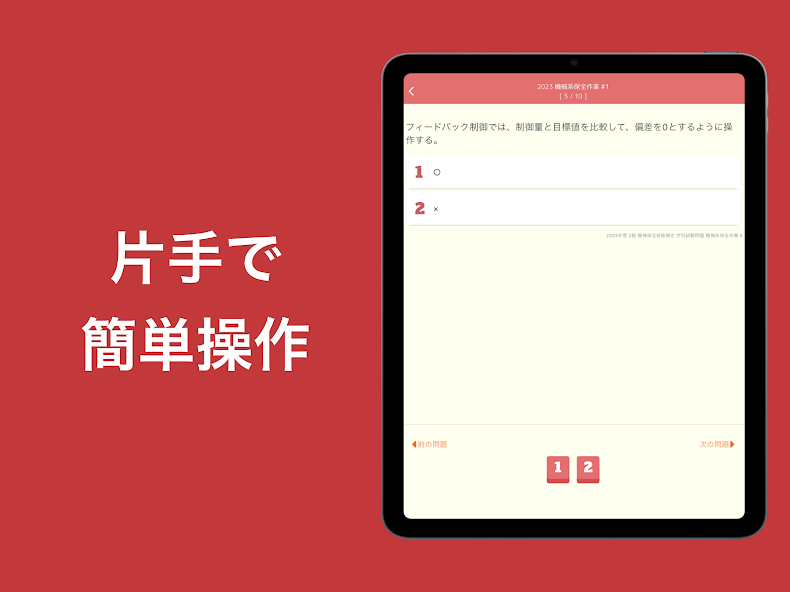 片手で
簡単操作
2023 機械系保全作業 #1
[ 5 / 10 ]
フィードバック制御では、制御量と目標値を比較して、偏差を0とするように操
作する。
1 ○
2 ×
2023年度 2級 機械保全技能検定 学科試験問題 機械系保全作業 5
前の問題
次の問題
1 2